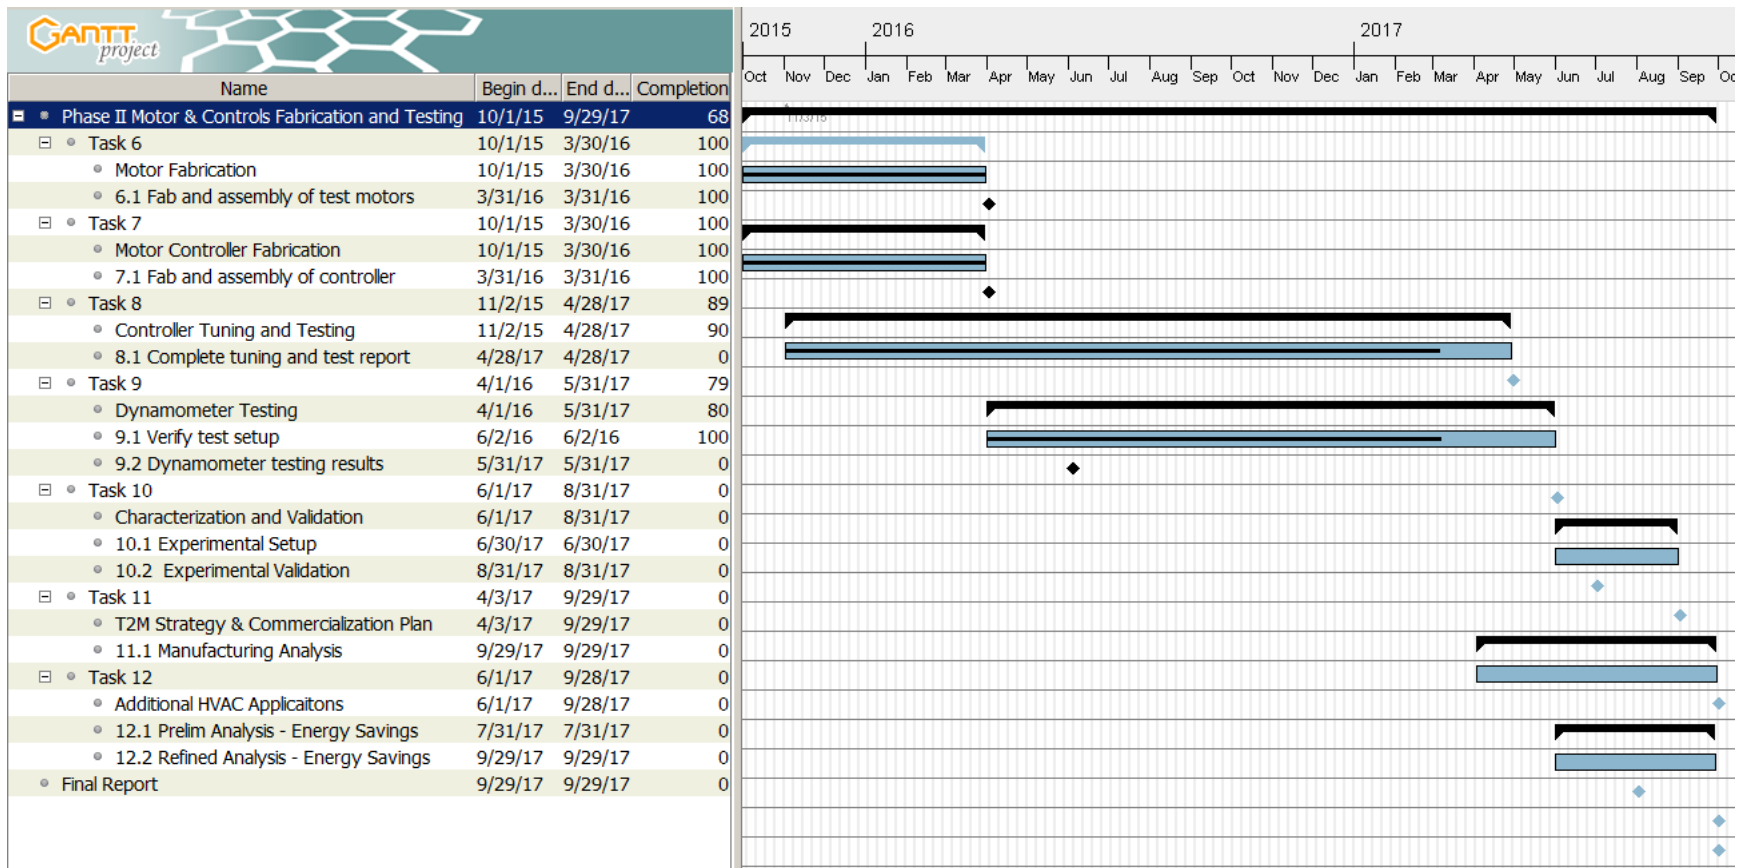 GANTT
project
2015 2016 2017
Oct Nov Dec Jan Feb Mar Apr May Jun Jul Aug Sep Oct Nov Dec Jan Feb Mar Apr May Jun Jul Aug Sep Oc
Name Begin d... End d... Completion
Phase II Motor & Controls Fabrication and Testing 10/1/15 9/29/17 68
11/3/15
Task 6 10/1/15 3/30/16 100
Motor Fabrication 10/1/15 3/30/16 100
6.1 Fab and assembly of test motors 3/31/16 3/31/16 100
Task 7 10/1/15 3/30/16 100
Motor Controller Fabrication 10/1/15 3/30/16 100
7.1 Fab and assembly of controller 3/31/16 3/31/16 100
Task 8 11/2/15 4/28/17 89
Controller Tuning and Testing 11/2/15 4/28/17 90
8.1 Complete tuning and test report 4/28/17 4/28/17 0
Task 9 4/1/16 5/31/17 79
Dynamometer Testing 4/1/16 5/31/17 80
9.1 Verify test setup 6/2/16 6/2/16 100
9.2 Dynamometer testing results 5/31/17 5/31/17 0
Task 10 6/1/17 8/31/17 0
Characterization and Validation 6/1/17 8/31/17 0
10.1 Experimental Setup 6/30/17 6/30/17 0
10.2 Experimental Validation 8/31/17 8/31/17 0
Task 11 4/3/17 9/29/17 0
T2M Strategy & Commercialization Plan 4/3/17 9/29/17 0
11.1 Manufacturing Analysis 9/29/17 9/29/17 0
Task 12 6/1/17 9/28/17 0
Additional HVAC Applicaitons 6/1/17 9/28/17 0
12.1 Prelim Analysis - Energy Savings 7/31/17 7/31/17 0
12.2 Refined Analysis - Energy Savings 9/29/17 9/29/17 0
Final Report 9/29/17 9/29/17 0